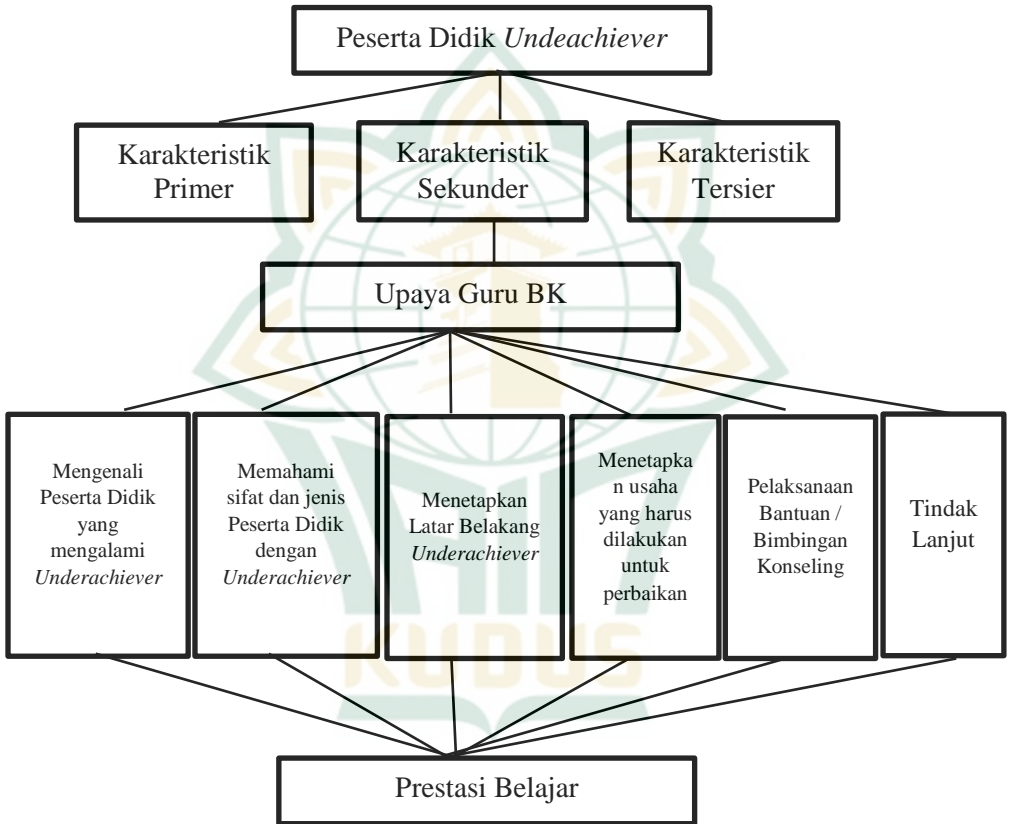 Peserta Didik Undeachiever
Karakteristik
Primer
Karakteristik
Sekunder
Karakteristik
Tersier
Upaya Guru BK
Mengenali
Peserta Didik
yang
mengalami
Underachiever
Memahami
sifat dan jenis
Peserta Didik
dengan
Underachiever
Menetapkan
Latar Belakang
Underachiever
Menetapka
n usaha
yang harus
dilakukan
untuk
perbaikan
Pelaksanaan
Bantuan /
Bimbingan
Konseling
Tindak
Lanjut
KUDUS
Prestasi Belajar